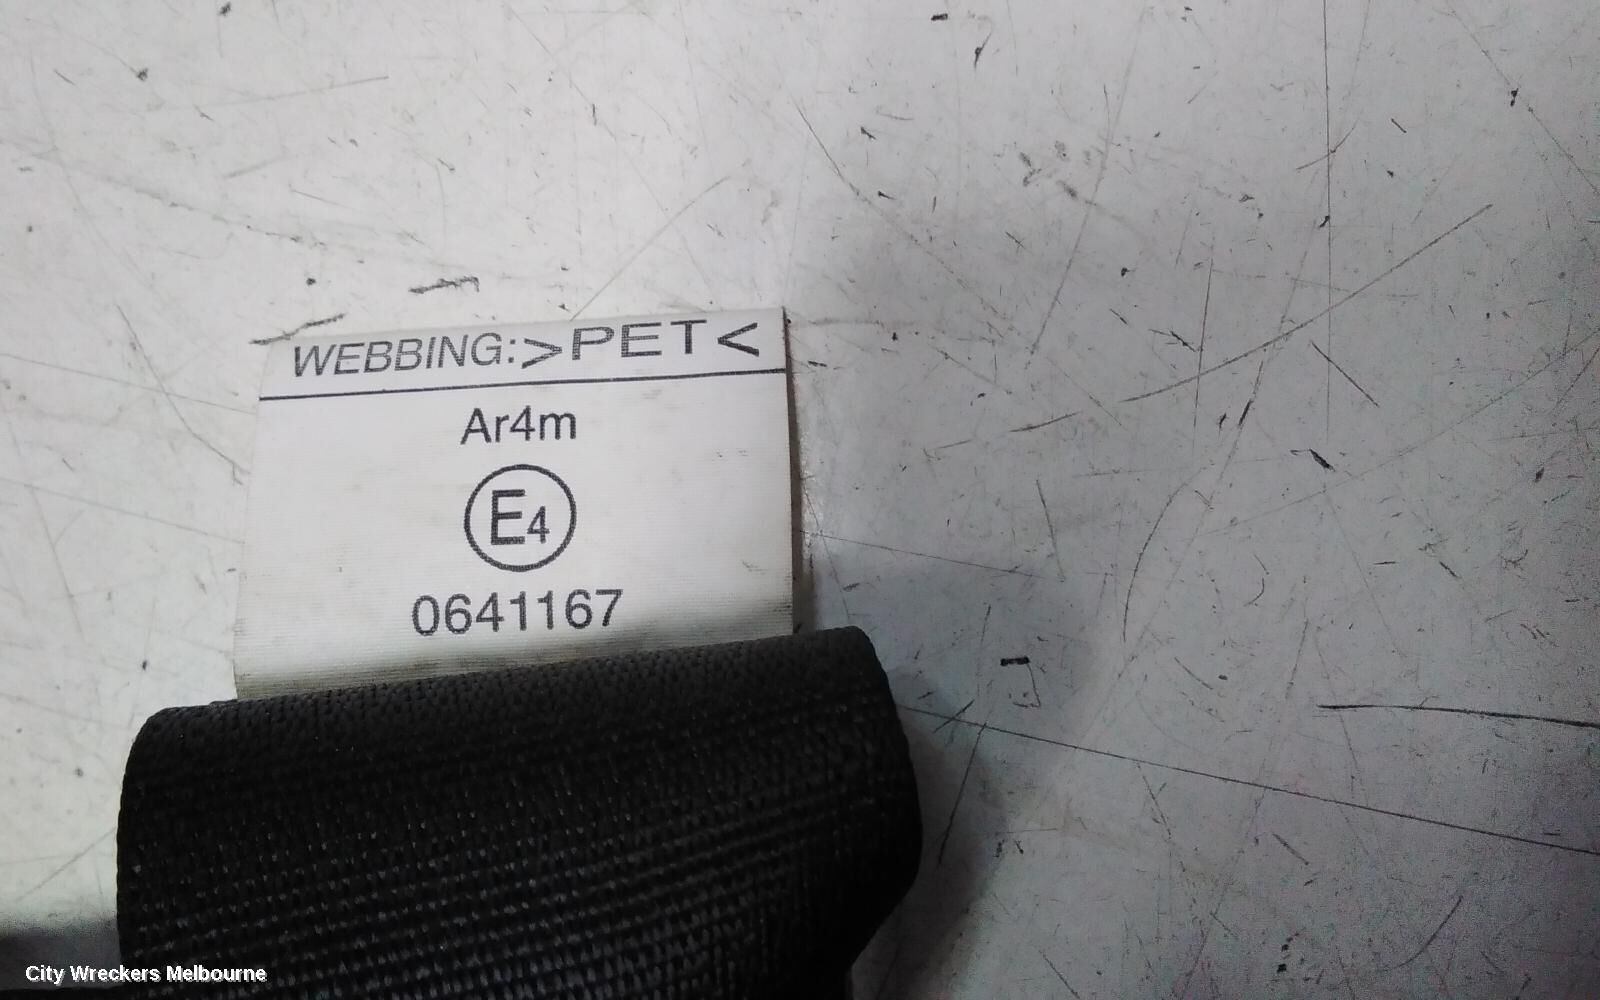 WEBBING:>PET<
Ar4m
E4
0641167
City Wreckers Melbourne